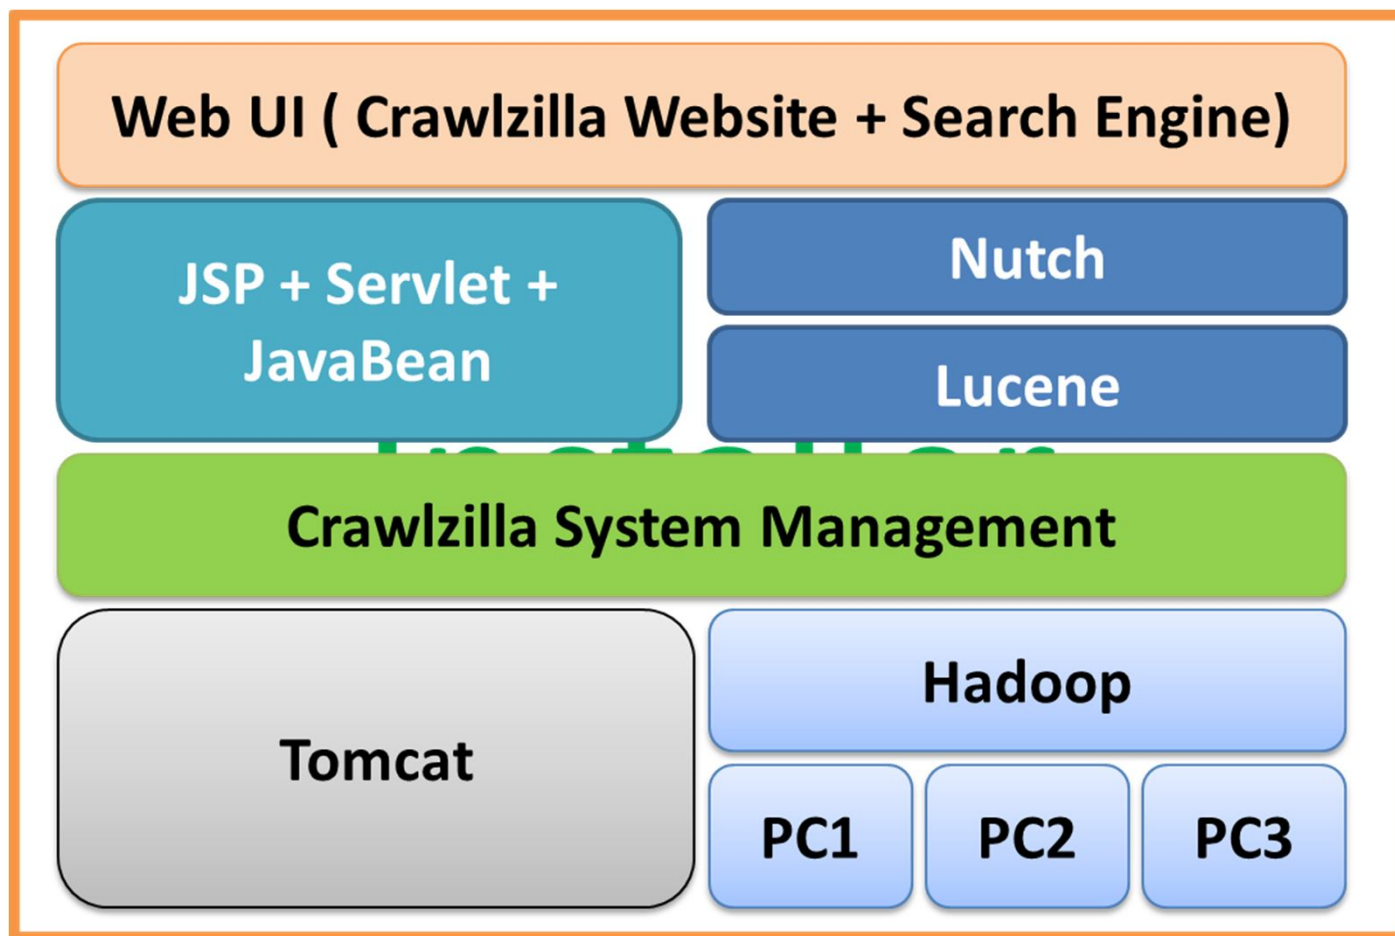 Web UI ( Crawlzilla Website + Search Engine)
JSP + Servlet +
JavaBean
Nutch
Lucene
Crawlzilla System Management
Tomcat
Hadoop
PC1 PC2 PC3